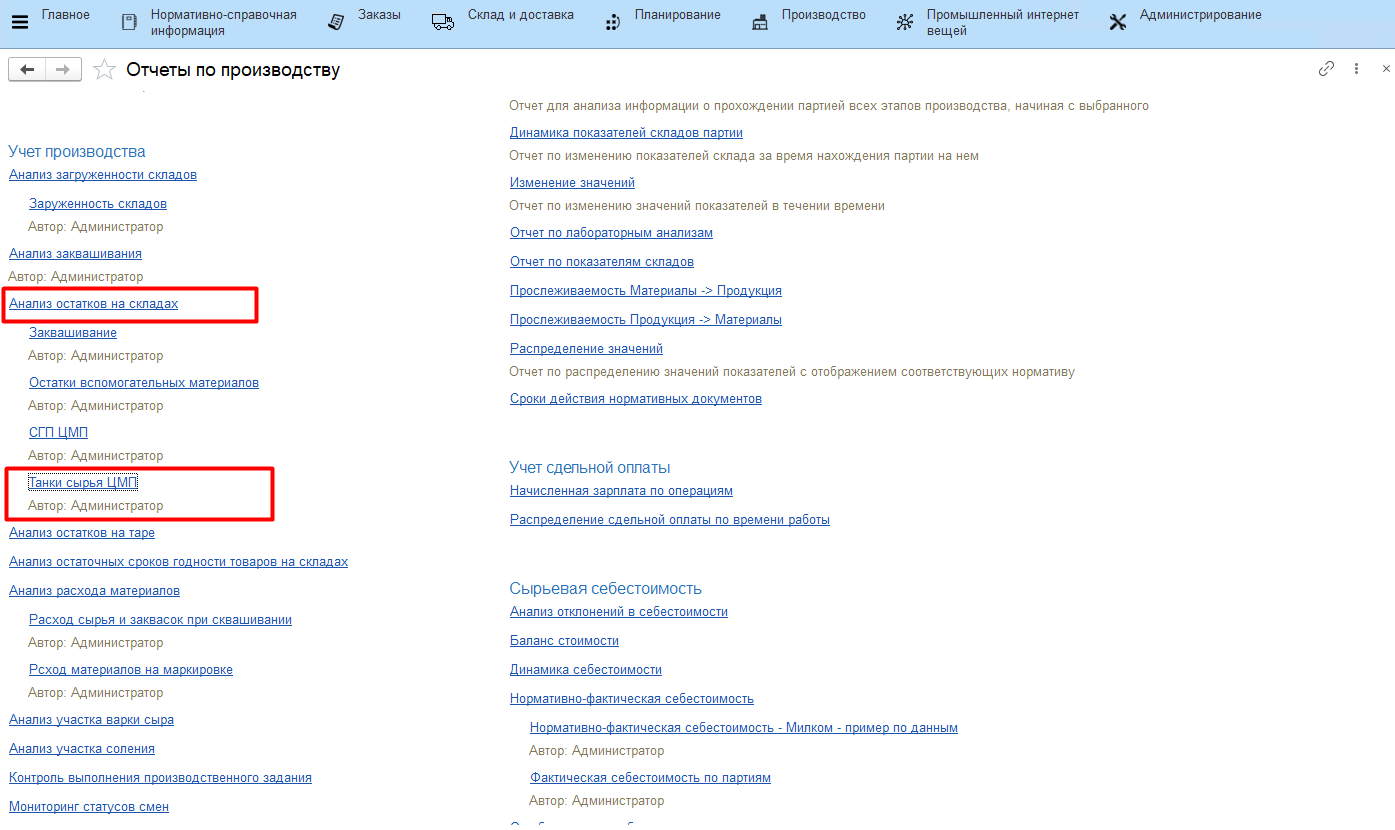 Главное
Нормативно-справочная
информация
Заказы
Склад и доставка
Планирование
Производство
Промышленный интернет
вещей
Администрирование
Отчеты по производству
Учет производства
Анализ загруженности складов
Заруженность складов
Автор: Администратор
Анализ заквашивания
Автор: Администратор
Анализ остатков на складах
Заквашивание
Автор: Администратор
Остатки вспомогательных материалов
Автор: Администратор
СГП ЦМП
Автор: Администратор
Танки сырья ЦМП
Автор: Администратор
Анализ остатков на таре
Анализ остаточных сроков годности товаров на складах
Анализ расхода материалов
Расход сырья и заквасок при сквашивании
Автор: Администратор
Рсход материалов на маркировке
Автор: Администратор
Анализ участка варки сыра
Анализ участка соления
Контроль выполнения производственного задания
Мониторинг статусов смен
Отчет для анализа информации о прохождении партией всех этапов производства, начиная с выбранного
Динамика показателей складов партии
Отчет по изменению показателей склада за время нахождения партии на нем
Изменение значений
Отчет по изменению значений показателей в течении времени
Отчет по лабораторным анализам
Отчет по показателям складов
Прослеживаемость Материалы -> Продукция
Прослеживаемость Продукция -> Материалы
Распределение значений
Отчет по распределению значений показателей с отображением соответствующих нормативу
Сроки действия нормативных документов
Учет сдельной оплаты
Начисленная зарплата по операциям
Распределение сдельной оплаты по времени работы
Сырьевая себестоимость
Анализ отклонений в себестоимости
Баланс стоимости
Динамика себестоимости
Нормативно-фактическая себестоимость
Нормативно-фактическая себестоимость - Милком - пример по данным
Автор: Администратор
Фактическая себестоимость по партиям
Автор: Администратор